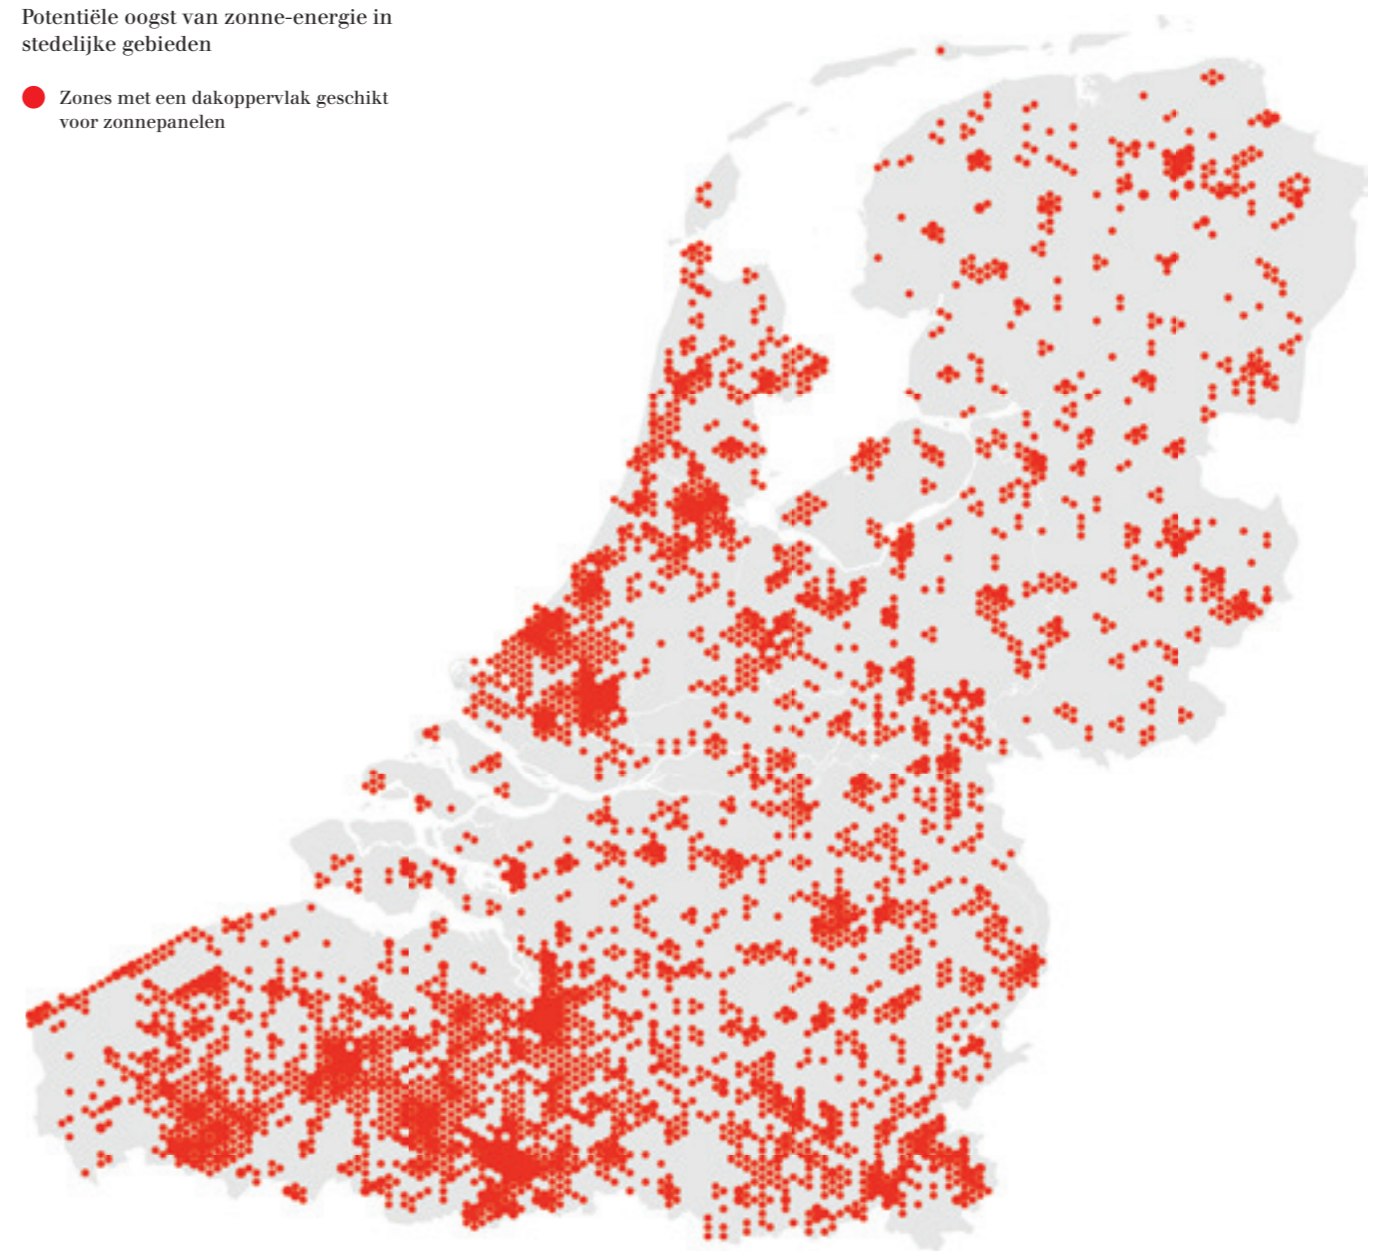 Potentiële oogst van zonne-energie in
stedelijke gebieden
Zones met een dakoppervlak geschikt
voor zonnepanelen